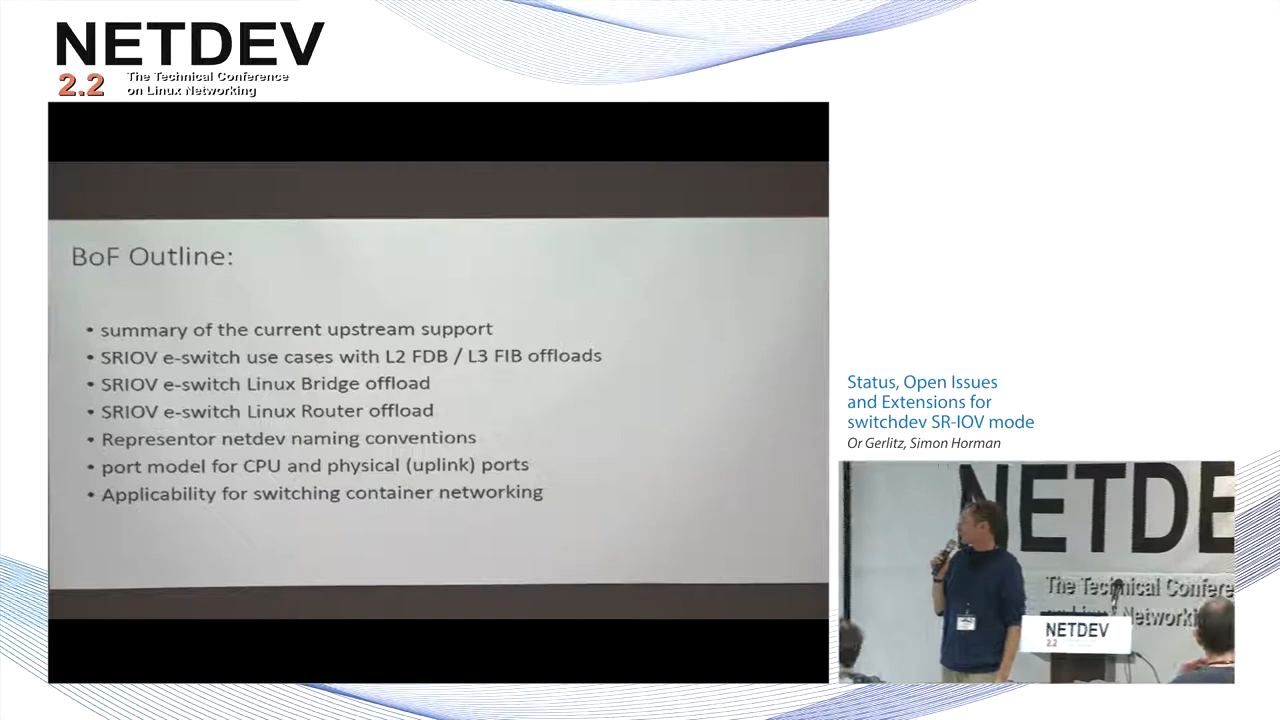 NETDEV
2.2 The Technical Conference
on Linux Networking
BoF Outline:
• summary of the current upstream support
• SRIOV e-switch use cases with L2 FDB / L3 FIB offloads
• SRIOV e-switch Linux Bridge offload
• SRIOV e-switch Linux Router offload
• Representor netdev naming conventions
• port model for CPU and physical (uplink) ports
• Applicability for switching container networking
Status, Open Issues
and Extensions for
switchdev SR-IOV mode
Or Gerlitz, Simon Horman
NETDE
The Technical Confere
on Linux Networki
NETDEV
2.2